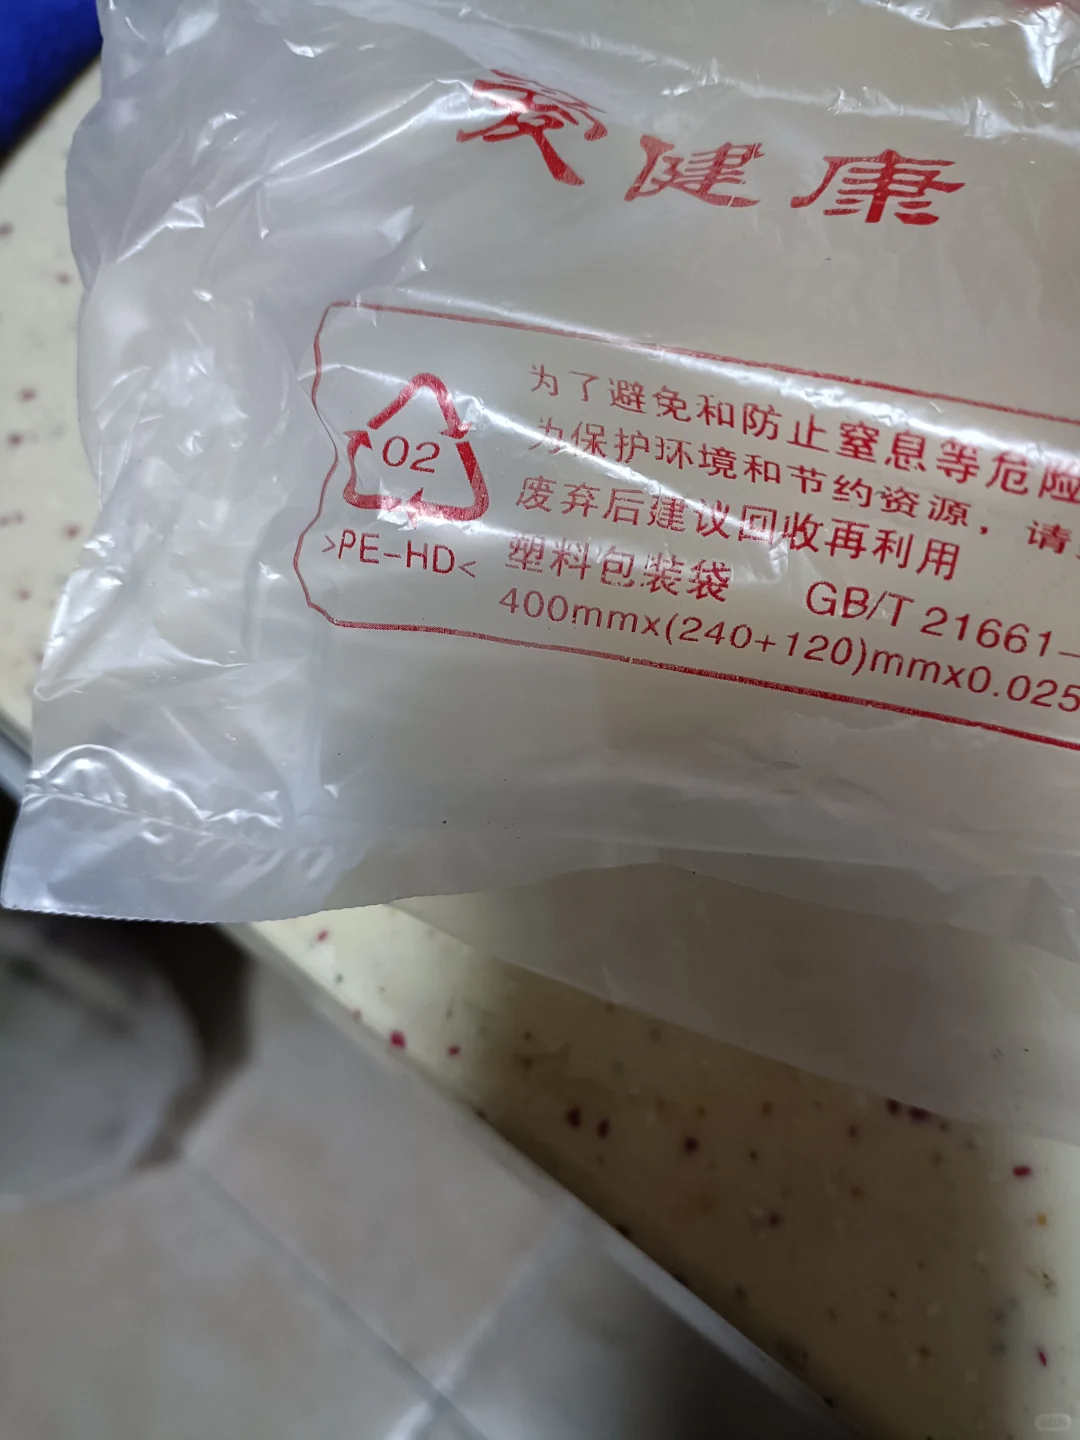 爱健康
为了避免和防止窒息等危险
为保护环境和节约资源，请
废弃后建议回收再利用
02
>PE-HD<
塑料包装袋 GB/T 21661-
400mmx(240+120)mmx0.025